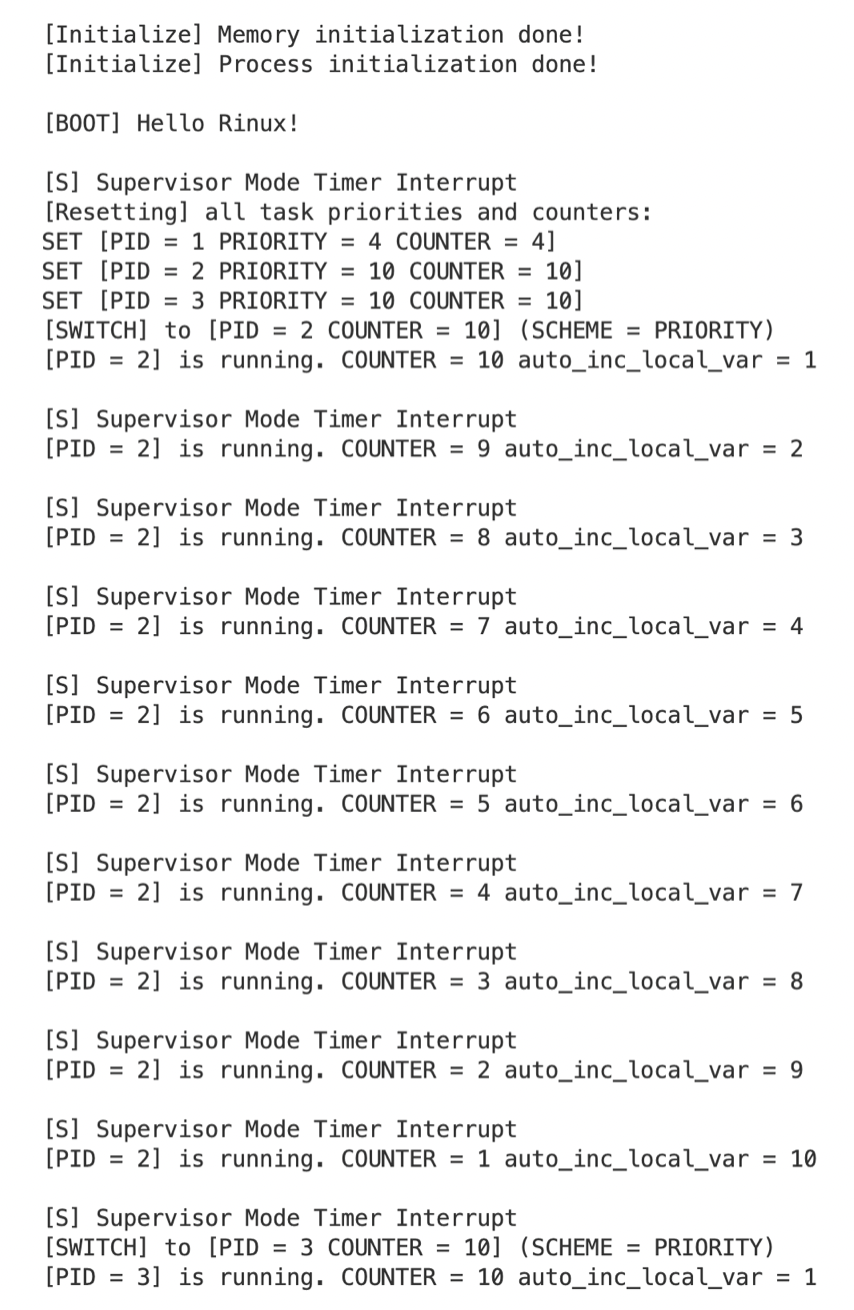 [Initialize] Memory initialization done!
[Initialize] Process initialization done!
[BOOT] Hello Rinux!
[S] Supervisor Mode Timer Interrupt
[Resetting] all task priorities and counters:
SET [PID = 1 PRIORITY = 4 COUNTER = 4]
SET [PID = 2 PRIORITY = 10 COUNTER = 10]
SET [PID = 3 PRIORITY = 10 COUNTER = 10]
[SWITCH] to [PID = 2 COUNTER = 10] (SCHEME = PRIORITY)
[PID = 2] is running. COUNTER = 10 auto_inc_local_var = 1
[S] Supervisor Mode Timer Interrupt
[PID = 2] is running. COUNTER = 9 auto_inc_local_var = 2
[S] Supervisor Mode Timer Interrupt
[PID = 2] is running. COUNTER = 8 auto_inc_local_var = 3
[S] Supervisor Mode Timer Interrupt
[PID = 2] is running. COUNTER = 7 auto_inc_local_var = 4
[S] Supervisor Mode Timer Interrupt
[PID = 2] is running. COUNTER = 6 auto_inc_local_var = 5
[S] Supervisor Mode Timer Interrupt
[PID = 2] is running. COUNTER = 5 auto_inc_local_var = 6
[S] Supervisor Mode Timer Interrupt
[PID = 2] is running. COUNTER = 4 auto_inc_local_var = 7
[S] Supervisor Mode Timer Interrupt
[PID = 2] is running. COUNTER = 3 auto_inc_local_var = 8
[S] Supervisor Mode Timer Interrupt
[PID = 2] is running. COUNTER = 2 auto_inc_local_var = 9
[S] Supervisor Mode Timer Interrupt
[PID = 2] is running. COUNTER = 1 auto_inc_local_var = 10
[S] Supervisor Mode Timer Interrupt
[SWITCH] to [PID = 3 COUNTER = 10] (SCHEME = PRIORITY)
[PID = 3] is running. COUNTER = 10 auto_inc_local_var = 1